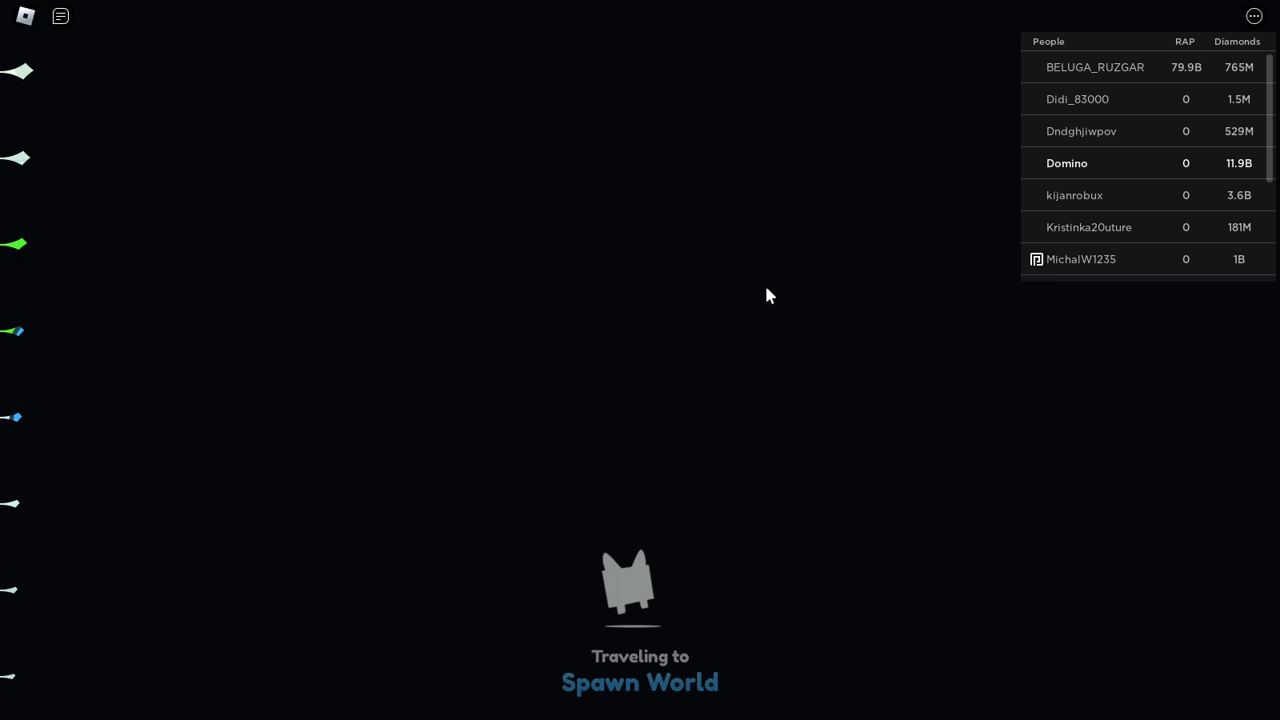 People RAP Diamonds
BELUGA_RUZGAR 79.9B 765M
Didi_83000 0 1.5M
Dndghjiwpov 0 529M
Domino 0 11.9B
kijanrobux 0 3.6B
Kristinka20uture 0 181M
MichalW1235 0 1B
Traveling to
Spawn World